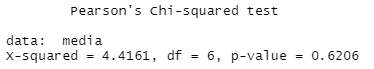 Pearson's Chi-squared test
data:  media
X-squared = 4.4161, df = 6, p-value = 0.6206